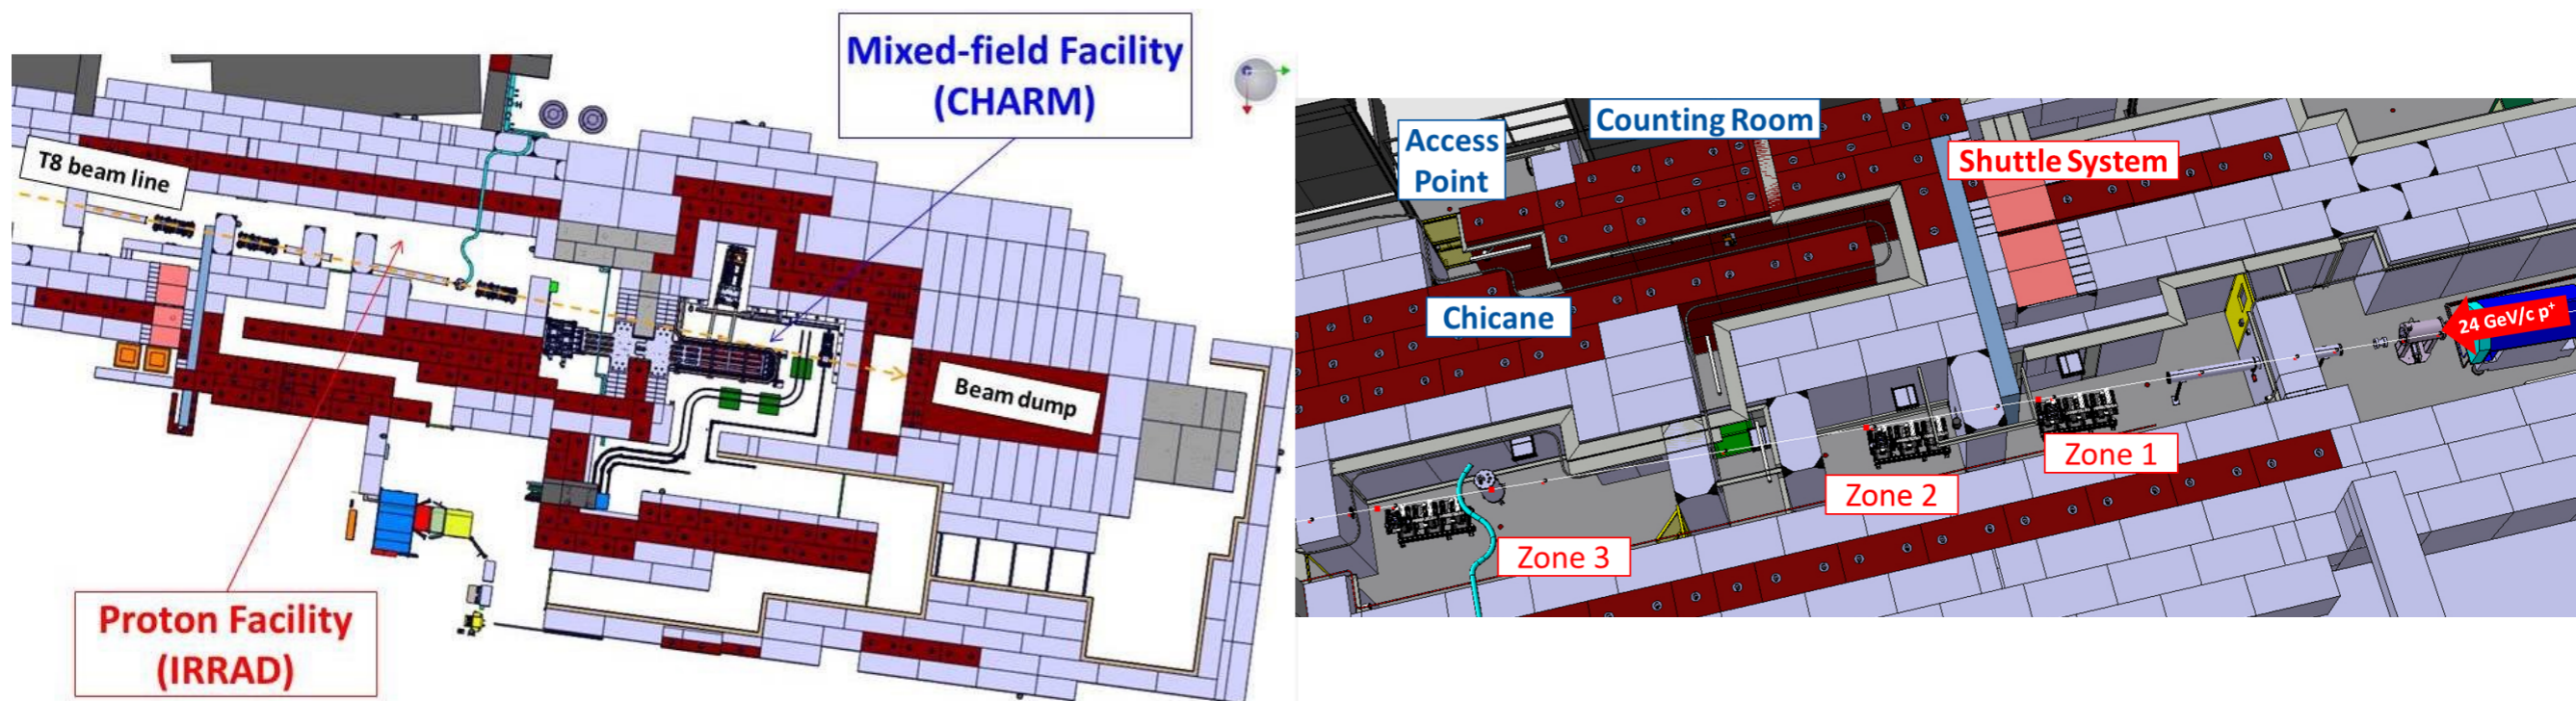 Mixed-field Facility
(CHARM)
T8 beam line
Beam dump
Proton Facility
(IRRAD)
Counting Room
Access
Point
Shuttle System
Chicane
24 GeV/c p⁺
Zone 1
Zone 2
Zone 3